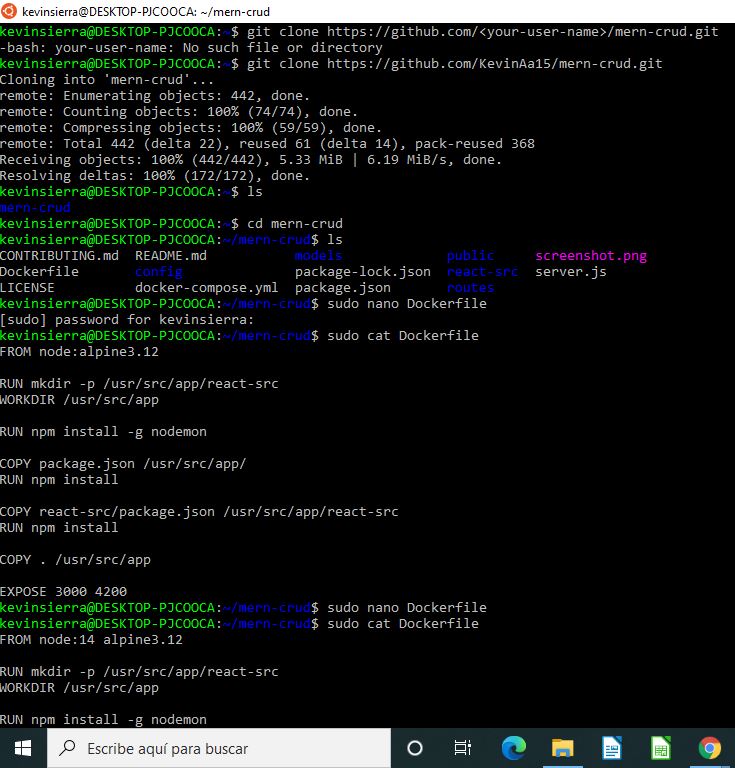 kevinsierra@DESKTOP-PJCOOCA: ~/mern-crud
kevinsierra@DESKTOP-PJCOOCA:~$ git clone https://github.com/<your-user-name>/mern-crud.git
-bash: your-user-name: No such file or directory
kevinsierra@DESKTOP-PJCOOCA:~$ git clone https://github.com/KevinAa15/mern-crud.git
Cloning into 'mern-crud'...
remote: Enumerating objects: 442, done.
remote: Counting objects: 100% (74/74), done.
remote: Compressing objects: 100% (59/59), done.
remote: Total 442 (delta 22), reused 61 (delta 14), pack-reused 368
Receiving objects: 100% (442/442), 5.33 MiB | 6.19 MiB/s, done.
Resolving deltas: 100% (172/172), done.
kevinsierra@DESKTOP-PJCOOCA:~$ ls
mern-crud
kevinsierra@DESKTOP-PJCOOCA:~$ cd mern-crud
kevinsierra@DESKTOP-PJCOOCA:~/mern-crud$ ls
CONTRIBUTING.md  README.md           models             public     screenshot.png
Dockerfile       config              package-lock.json  react-src  server.js
LICENSE          docker-compose.yml  package.json       routes
kevinsierra@DESKTOP-PJCOOCA:~/mern-crud$ sudo nano Dockerfile
[sudo] password for kevinsierra:
kevinsierra@DESKTOP-PJCOOCA:~/mern-crud$ sudo cat Dockerfile
FROM node:alpine3.12
RUN mkdir -p /usr/src/app/react-src
WORKDIR /usr/src/app
RUN npm install -g nodemon
COPY package.json /usr/src/app/
RUN npm install
COPY react-src/package.json /usr/src/app/react-src
RUN npm install
COPY . /usr/src/app
EXPOSE 3000 4200
kevinsierra@DESKTOP-PJCOOCA:~/mern-crud$ sudo nano Dockerfile
kevinsierra@DESKTOP-PJCOOCA:~/mern-crud$ sudo cat Dockerfile
FROM node:14 alpine3.12
RUN mkdir -p /usr/src/app/react-src
WORKDIR /usr/src/app
RUN npm install -g nodemon
Escribe aquí para buscar